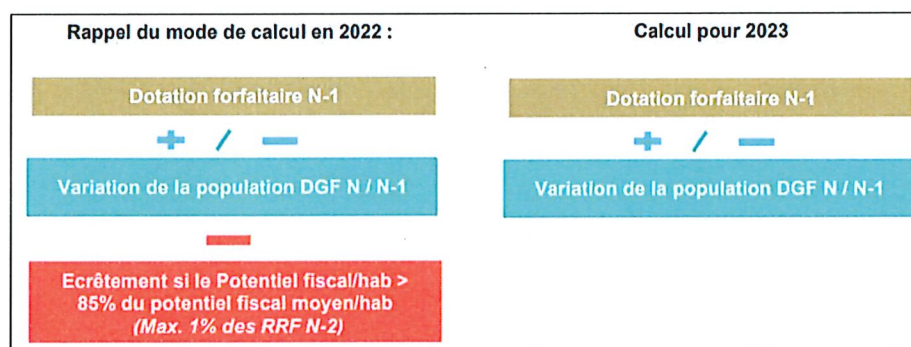 Rappel du mode de calcul en 2022 :
Dotation forfaitaire N-1
+ / −
Variation de la population DGF N / N-1
−
Ecrêtement si le Potentiel fiscal/hab >
85% du potentiel fiscal moyen/hab
(Max. 1% des RRF N-2)
Calcul pour 2023
Dotation forfaitaire N-1
+ / −
Variation de la population DGF N / N-1